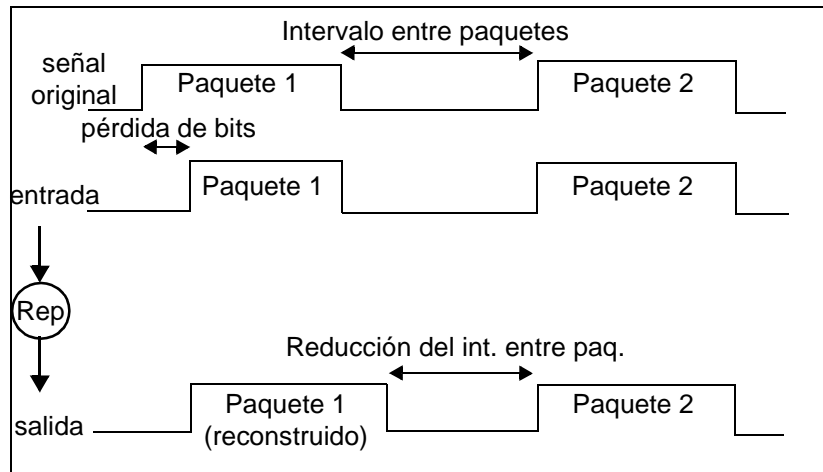 Intervalo entre paquetes
señal
original
Paquete 1
Paquete 2
pérdida de bits
entrada
Paquete 1
Paquete 2
Rep
Reducción del int. entre paq.
salida
Paquete 1
(reconstruido)
Paquete 2